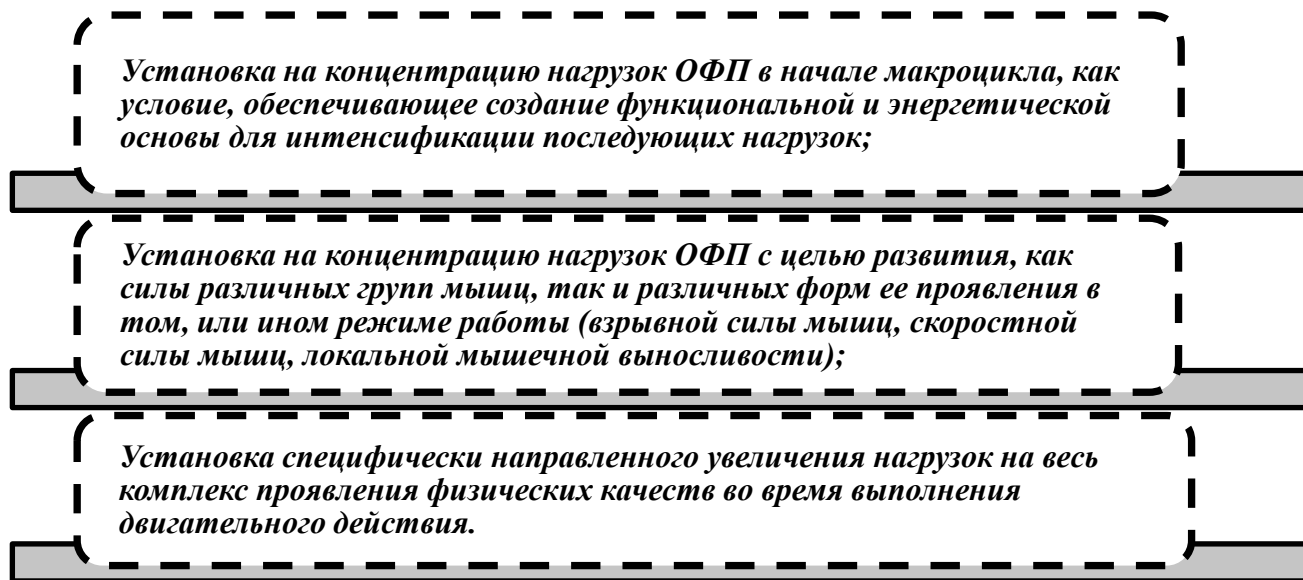 Установка на концентрацию нагрузок ОФП в начале макроцикла, как
условие, обеспечивающее создание функциональной и энергетической
основы для интенсификации последующих нагрузок;
Установка на концентрацию нагрузок ОФП с целью развития, как
силы различных групп мышц, так и различных форм ее проявления в
том, или ином режиме работы (взрывной силы мышц, скоростной
силы мышц, локальной мышечной выносливости);
Установка специфически направленного увеличения нагрузок на весь
комплекс проявления физических качеств во время выполнения
двигательного действия.